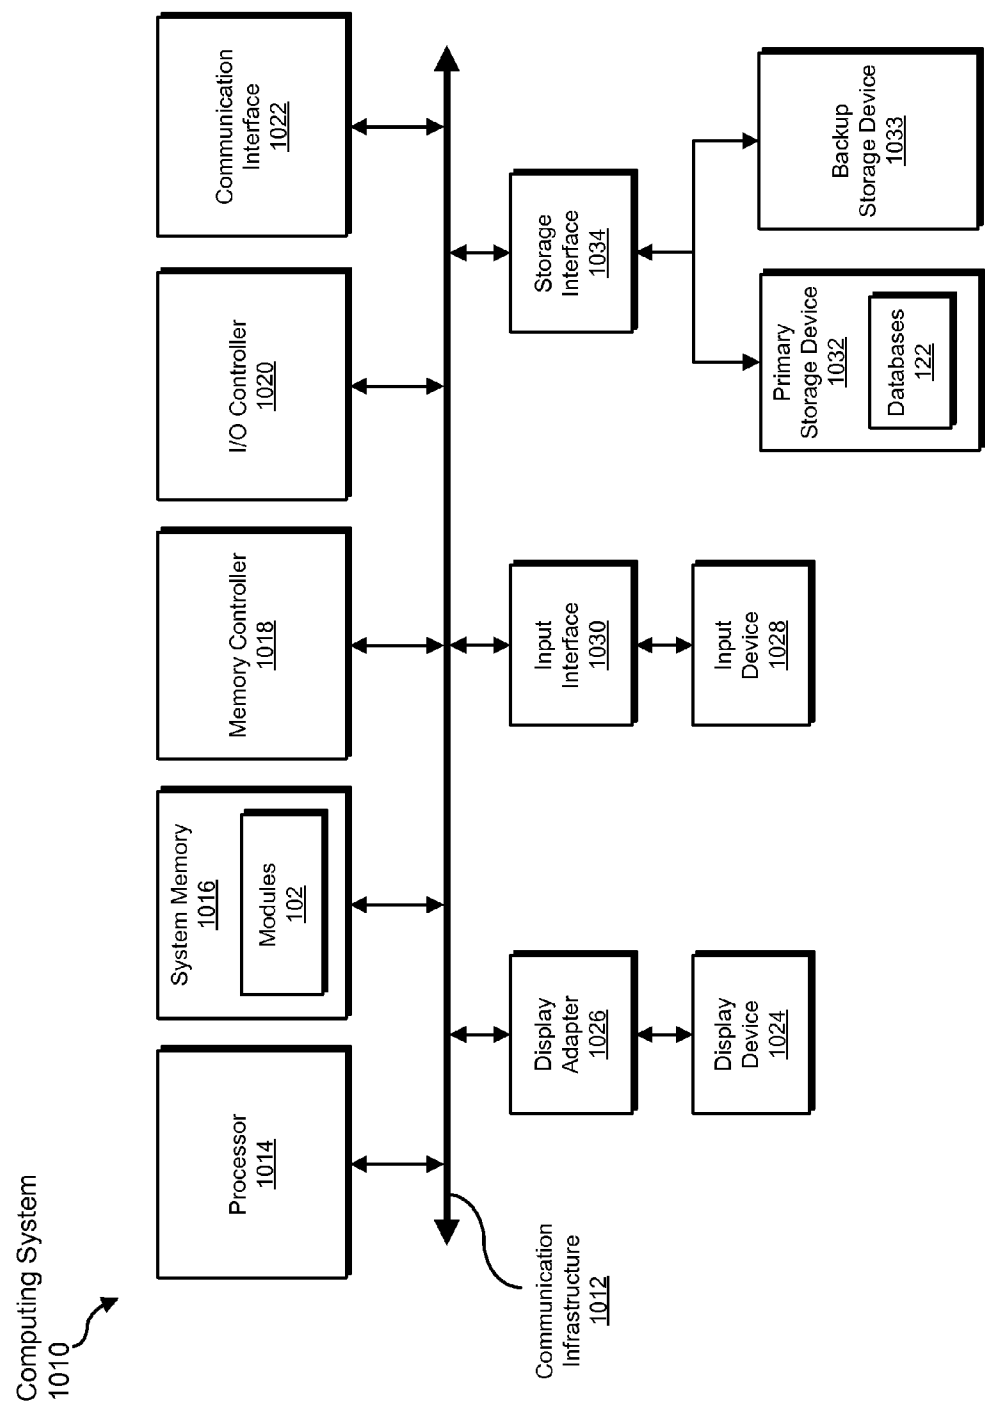 Computing System
1010
Processor
1014
System Memory
1016
Modules
102
Memory Controller
1018
I/O Controller
1020
Communication
Interface
1022
Communication
Infrastructure
1012
Display
Adapter
1026
Input
Interface
1030
Storage
Interface
1034
Display
Device
1024
Input
Device
1028
Primary
Storage Device
1032
Databases
122
Backup
Storage Device
1033